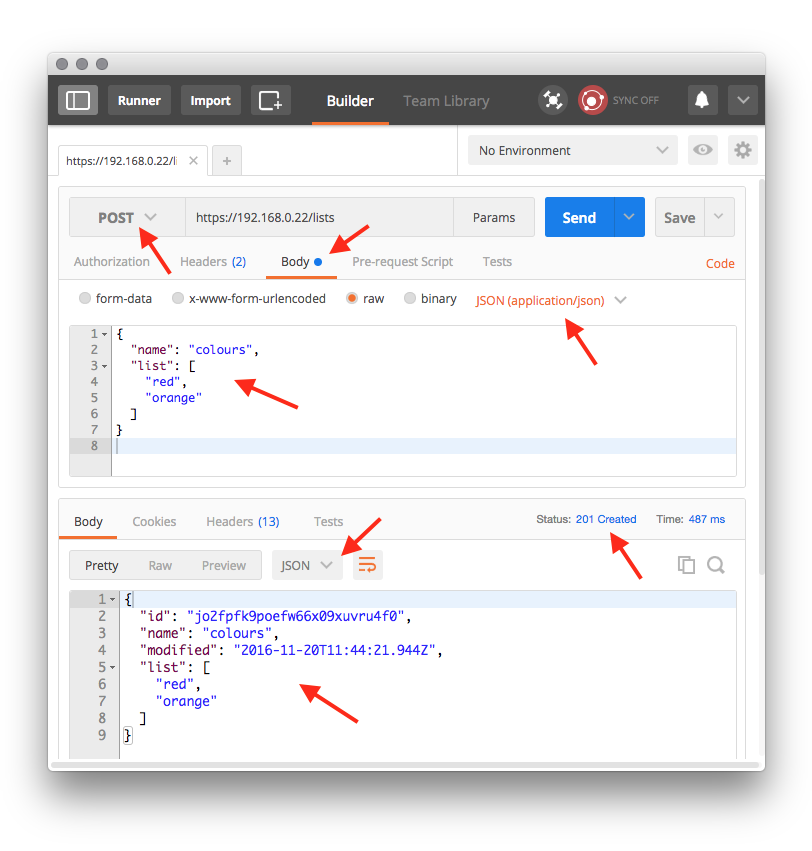 Runner Import Builder Team Library SYNC OFF
https://192.168.0.22/li No Environment
POST https://192.168.0.22/lists Params Send Save
Authorization Headers (2) Body Pre-request Script Tests Code
form-data x-www-form-urlencoded raw binary JSON (application/json)
1 {
2 "name": "colours",
3 "list": [
4 "red",
5 "orange"
6 ]
7 }
8
Body Cookies Headers (13) Tests Status: 201 Created Time: 487 ms
Pretty Raw Preview JSON
1 {
2 "id": "jo2fpfk9poefw66x09xuvru4f0",
3 "name": "colours",
4 "modified": "2016-11-20T11:44:21.944Z",
5 "list": [
6 "red",
7 "orange"
8 ]
9 }